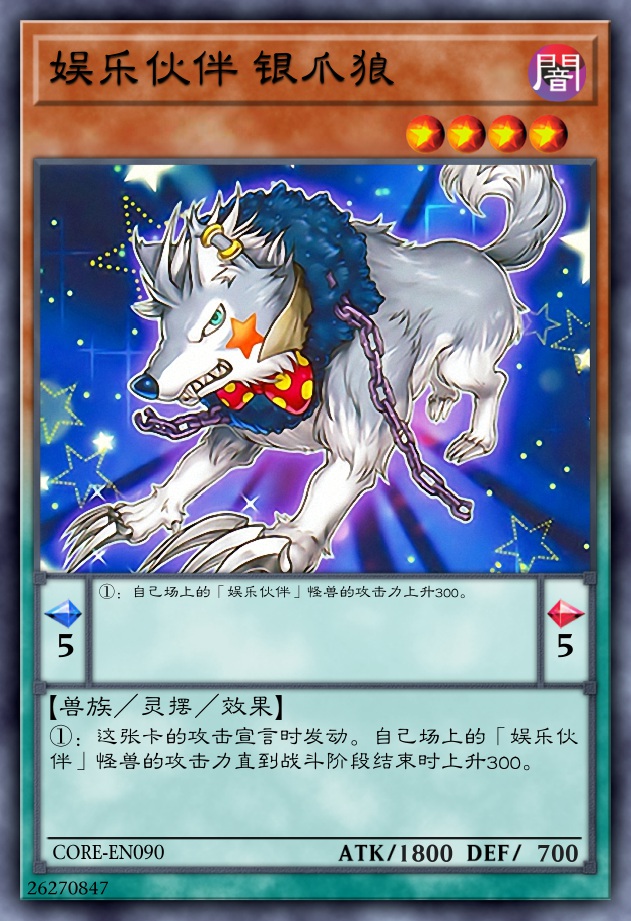 娱乐伙伴 银爪狼
闇
①：自己场上的「娱乐伙伴」怪兽的攻击力上升300。
5
5
【兽族／灵摆／效果】
①：这张卡的攻击宣言时发动。自己场上的「娱乐伙
伴」怪兽的攻击力直到战斗阶段结束时上升300。
CORE-EN090
ATK/1800 DEF/ 700
26270847